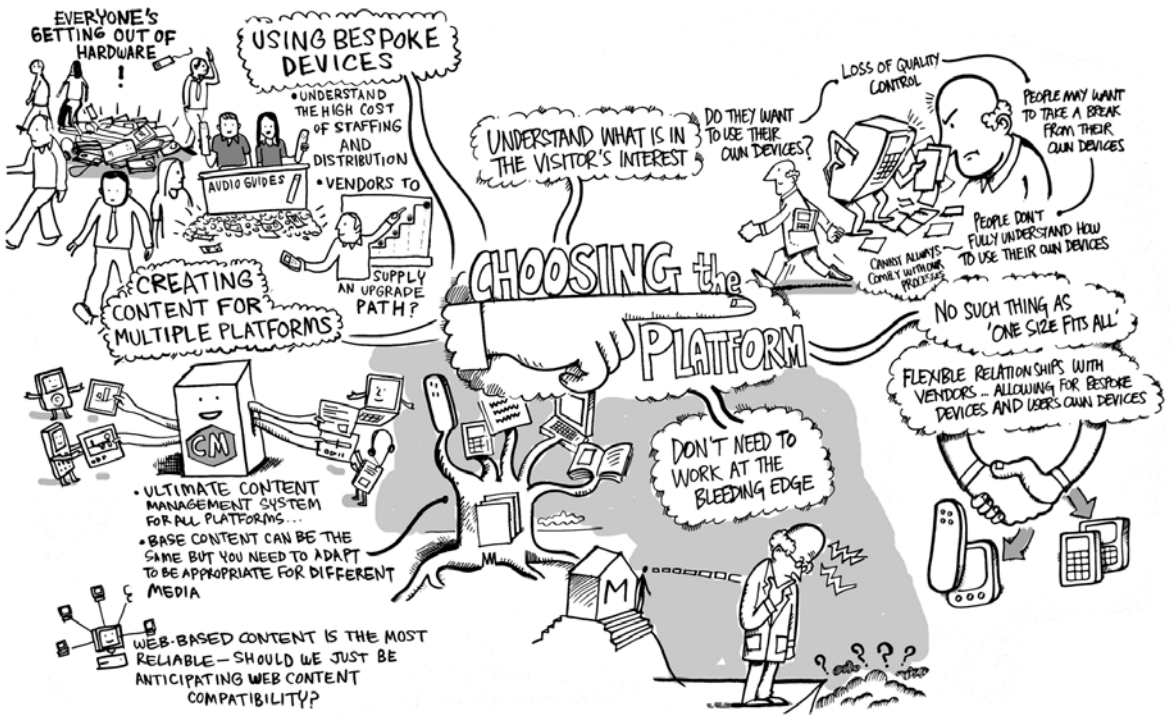 EVERYONE'S
GETTING OUT OF
HARDWARE
!
USING BESPOKE
DEVICES
• UNDERSTAND
THE HIGH COST
OF STAFFING
AND
DISTRIBUTION
• VENDORS TO
SUPPLY
AN UPGRADE
PATH?
AUDIO GUIDES
CREATING
CONTENT FOR
MULTIPLE PLATFORMS
UNDERSTAND WHAT IS IN
THE VISITOR'S INTEREST
DO THEY WANT
TO USE THEIR
OWN DEVICES?
LOSS OF QUALITY
CONTROL
PEOPLE MAY WANT
TO TAKE A BREAK
FROM THEIR
OWN DEVICES
PEOPLE DON'T
FULLY UNDERSTAND HOW
TO USE THEIR OWN DEVICES
CANNOT ALWAYS
COMPLY WITH OUR
PROCESSES
CHOOSING the
PLATFORM
NO SUCH THING AS
'ONE SIZE FITS ALL'
FLEXIBLE RELATIONSHIPS WITH
VENDORS... ALLOWING FOR BESPOKE
DEVICES AND USERS OWN DEVICES
CM
• ULTIMATE CONTENT
MANAGEMENT SYSTEM
FOR ALL PLATFORMS...
• BASE CONTENT CAN BE THE
SAME BUT YOU NEED TO ADAPT
TO BE APPROPRIATE FOR DIFFERENT
MEDIA
M
DON'T NEED TO
WORK AT THE
BLEEDING EDGE
M
? ? ? ?
WEB-BASED CONTENT IS THE MOST
RELIABLE – SHOULD WE JUST BE
ANTICIPATING WEB CONTENT
COMPATIBILITY?